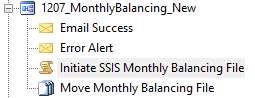 1207_MonthlyBalancing_New
Email Success
Error Alert
Initiate SSIS Monthly Balancing File
Move Monthly Balancing File